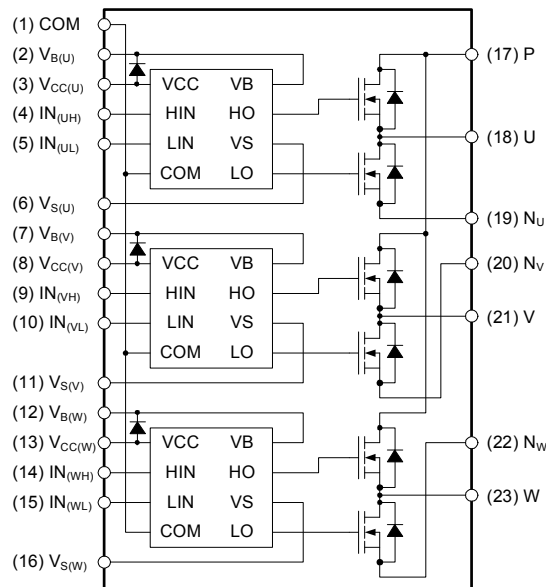 (1) COM
(2) VB(U)
(3) VCC(U)
(4) IN(UH)
(5) IN(UL)
(6) VS(U)
(7) VB(V)
(8) VCC(V)
(9) IN(VH)
(10) IN(VL)
(11) VS(V)
(12) VB(W)
(13) VCC(W)
(14) IN(WH)
(15) IN(WL)
(16) VS(W)
VCC VB
HIN HO
LIN VS
COM LO
VCC VB
HIN HO
LIN VS
COM LO
VCC VB
HIN HO
LIN VS
COM LO
(17) P
(18) U
(19) NU
(20) NV
(21) V
(22) NW
(23) W